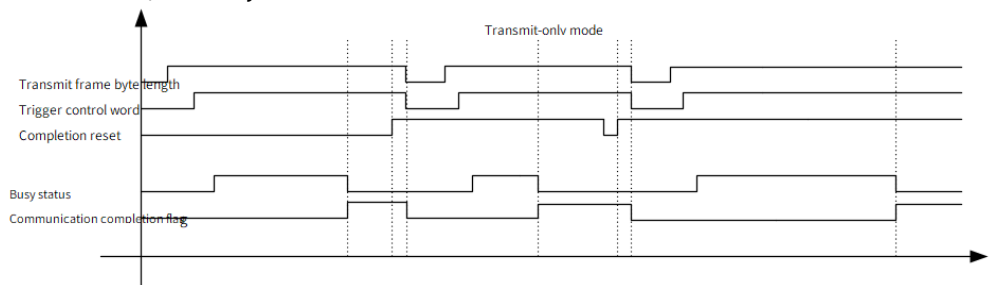 Transmit-only mode
Transmit frame byte length
Trigger control word
Completion reset
Busy status
Communication completion flag